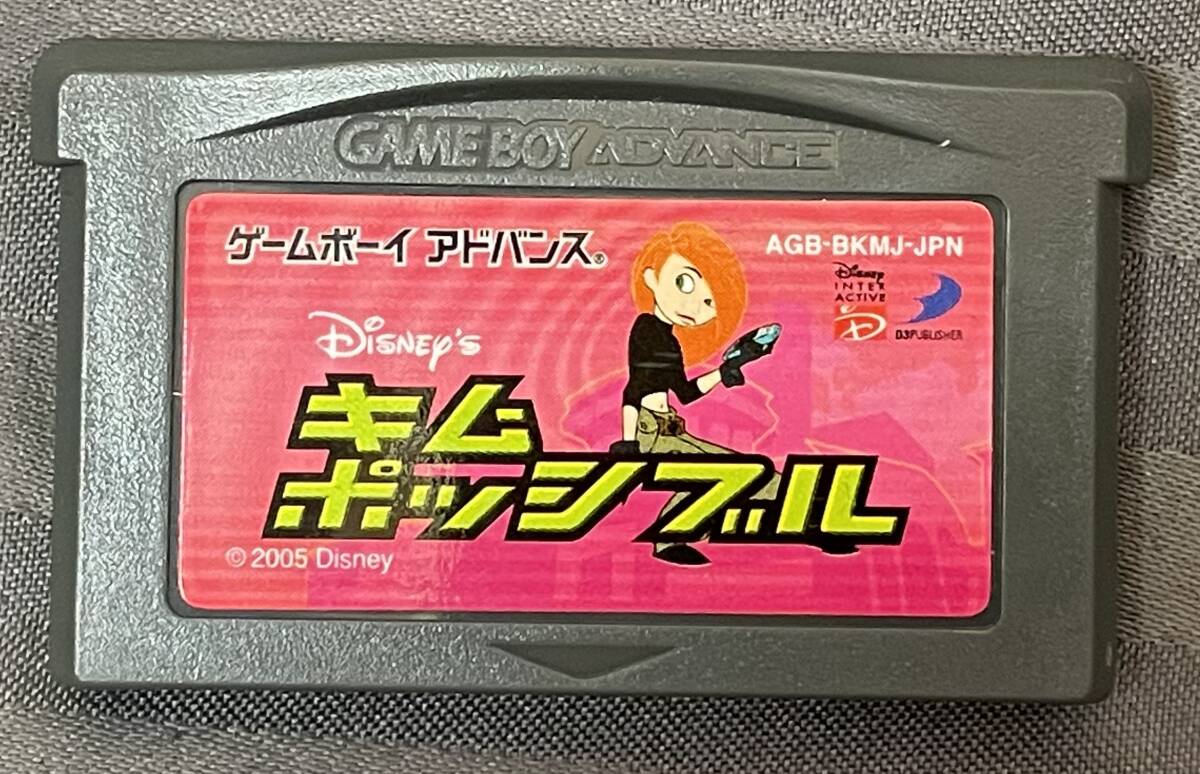 GAME BOY ADVANCE
ゲームボーイ アドバンス®
AGB-BKMJ-JPN
Disney
INTER
ACTIVE
D3PUBLISHER
Disney's
キム
ポッシブル
© 2005 Disney